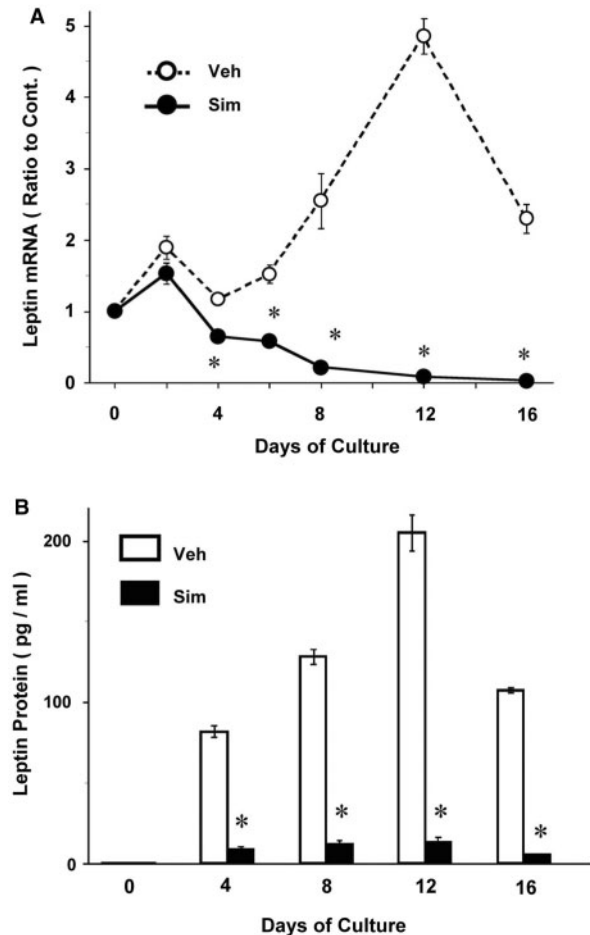 A
Leptin mRNA ( Ratio to Cont. )
5
4
3
2
1
0
Veh
Sim
*
*
*
*
*
0
4
8
12
16
Days of Culture
B
Leptin Protein ( pg / ml )
200
100
0
Veh
Sim
*
*
*
*
0
4
8
12
16
Days of Culture